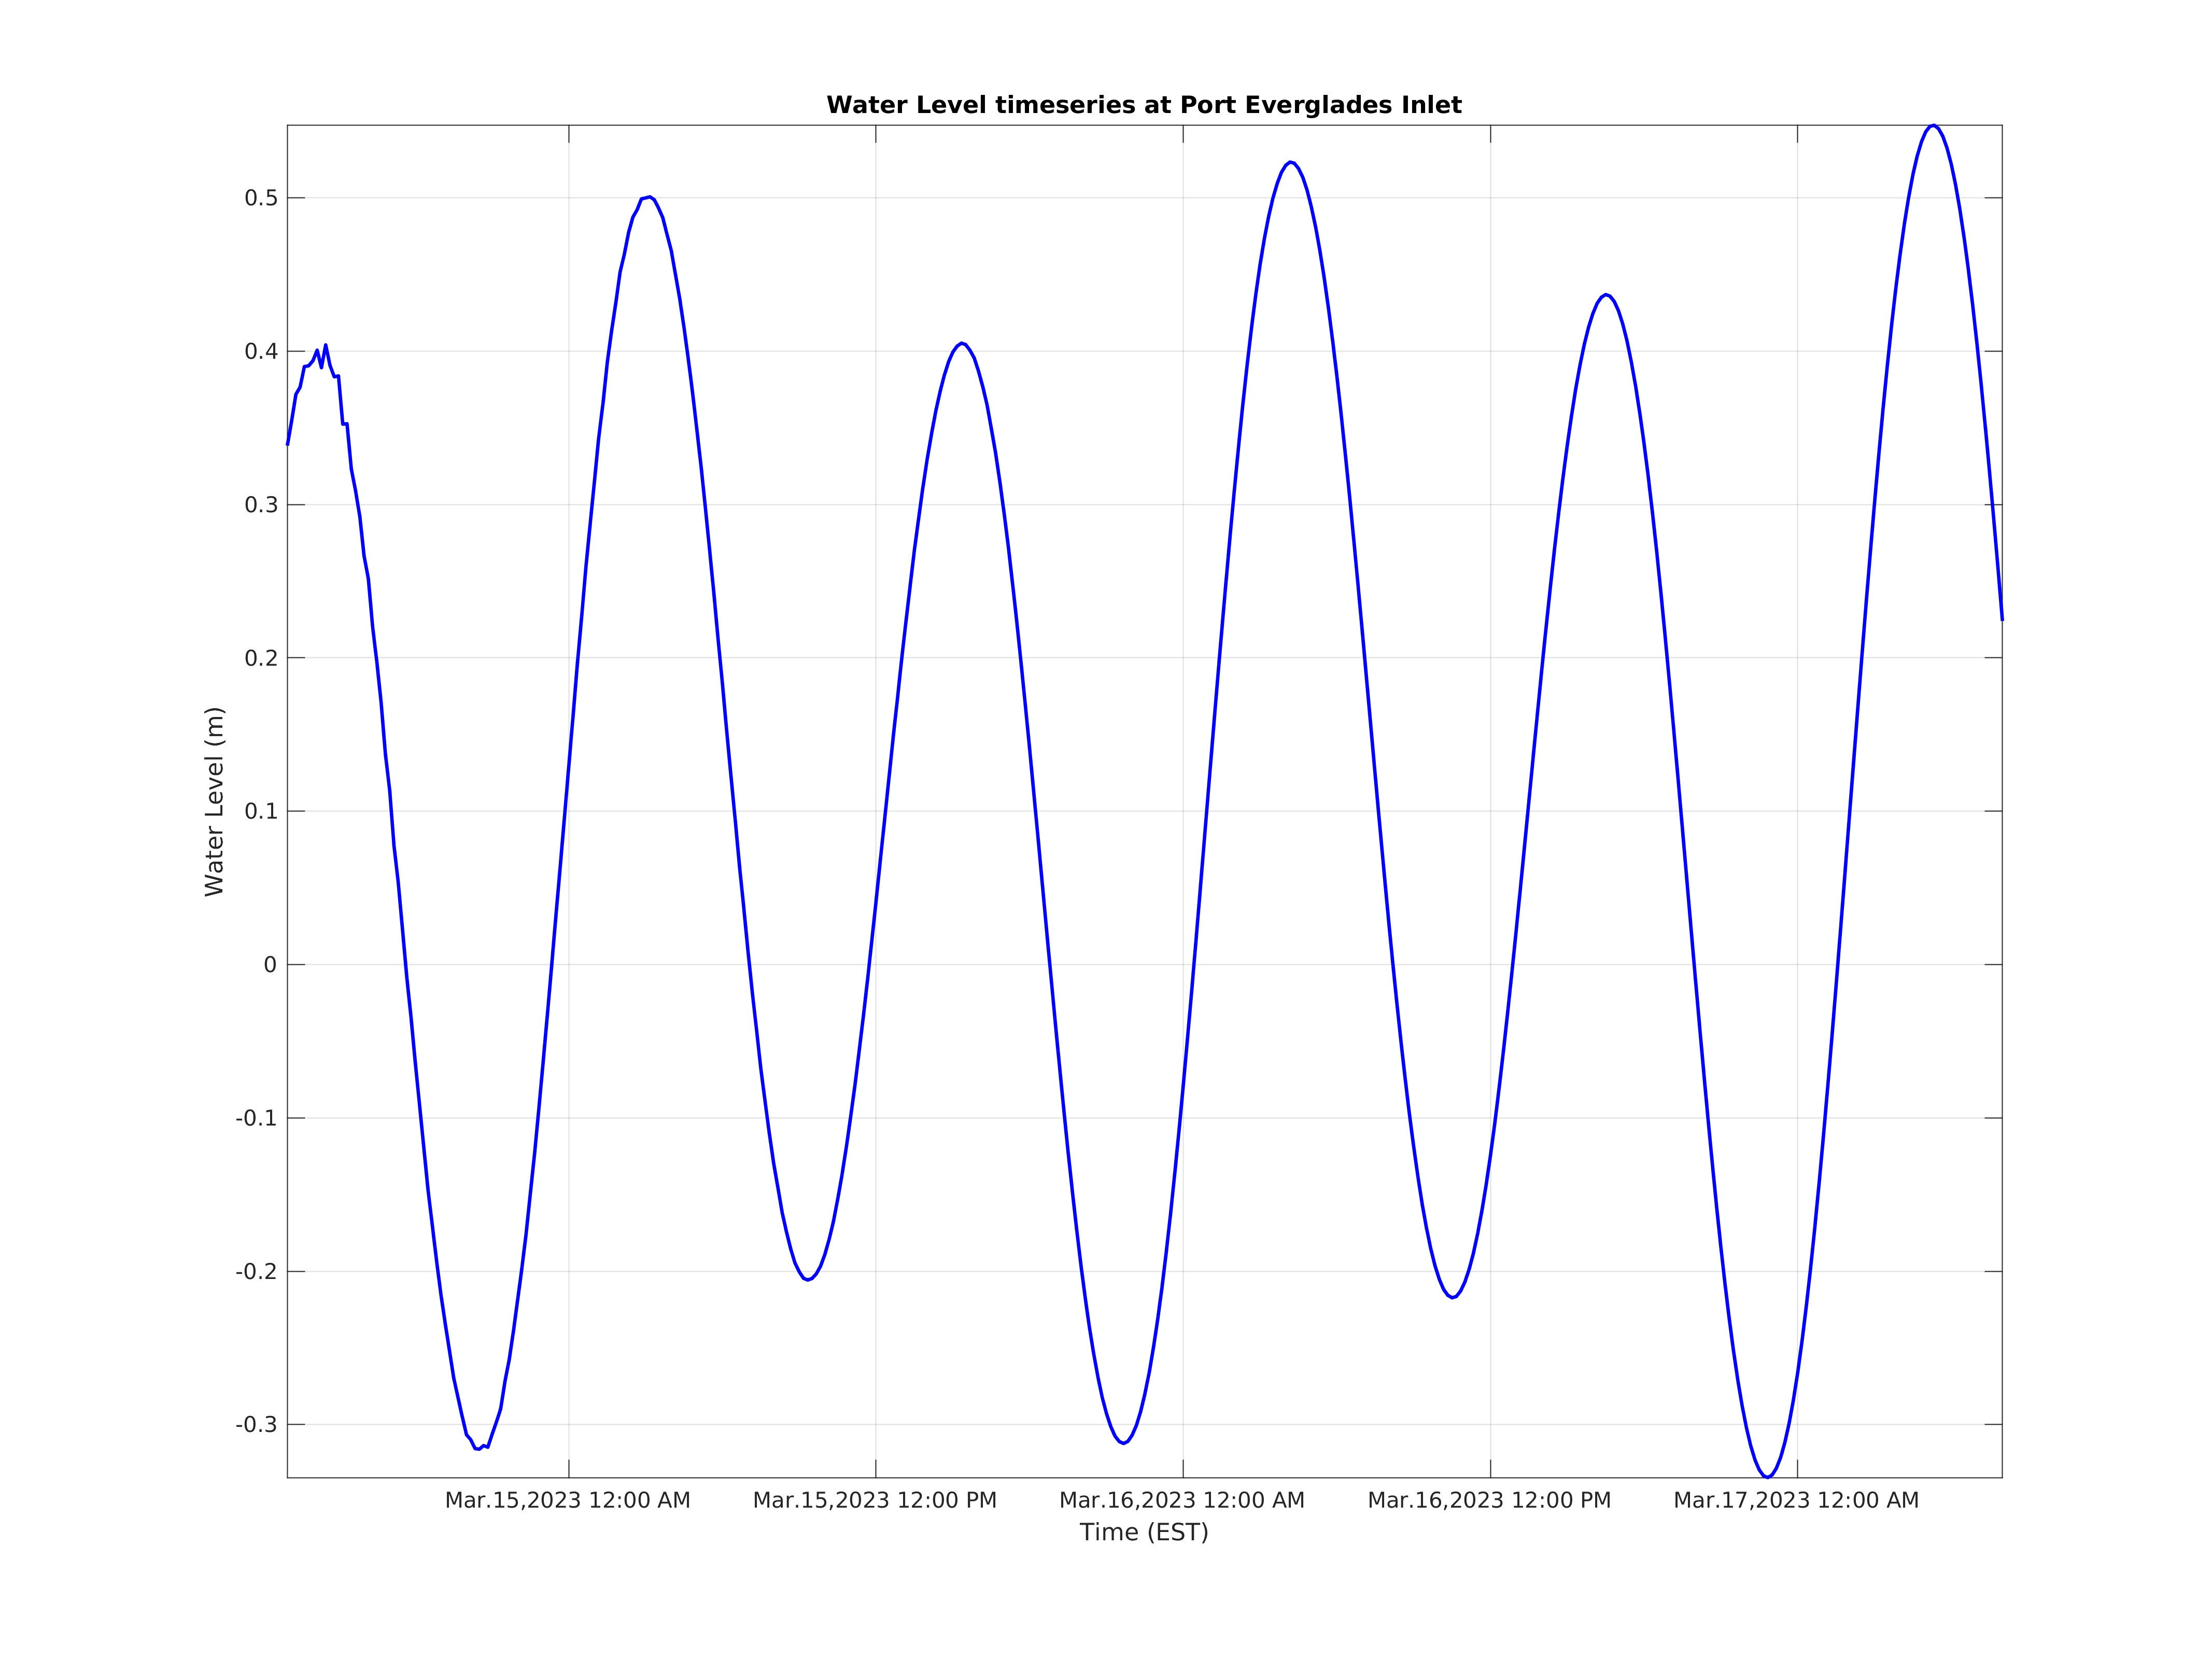 Water Level timeseries at Port Everglades Inlet
0.5
0.4
0.3
0.2
0.1
0
-0.1
-0.2
-0.3
Water Level (m)
Mar.15,2023 12:00 AM
Mar.15,2023 12:00 PM
Mar.16,2023 12:00 AM
Mar.16,2023 12:00 PM
Mar.17,2023 12:00 AM
Time (EST)